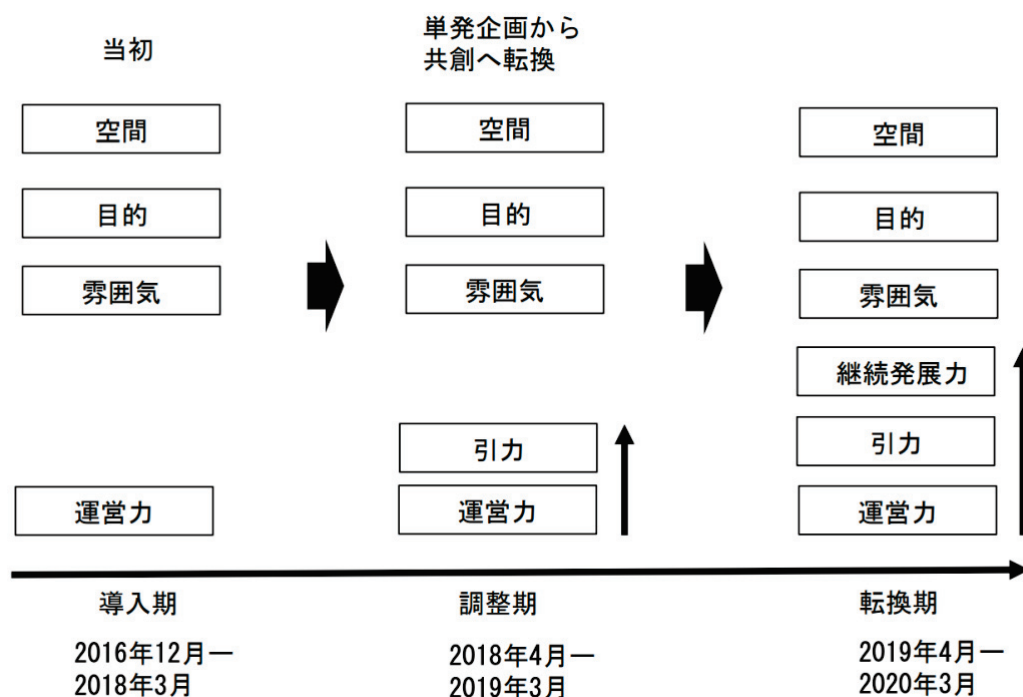 当初
単発企画から
共創へ転換
空間
目的
雰囲気
運営力
空間
目的
雰囲気
引力
運営力
空間
目的
雰囲気
継続発展力
引力
運営力
導入期
2016年12月―
2018年3月
調整期
2018年4月―
2019年3月
転換期
2019年4月―
2020年3月